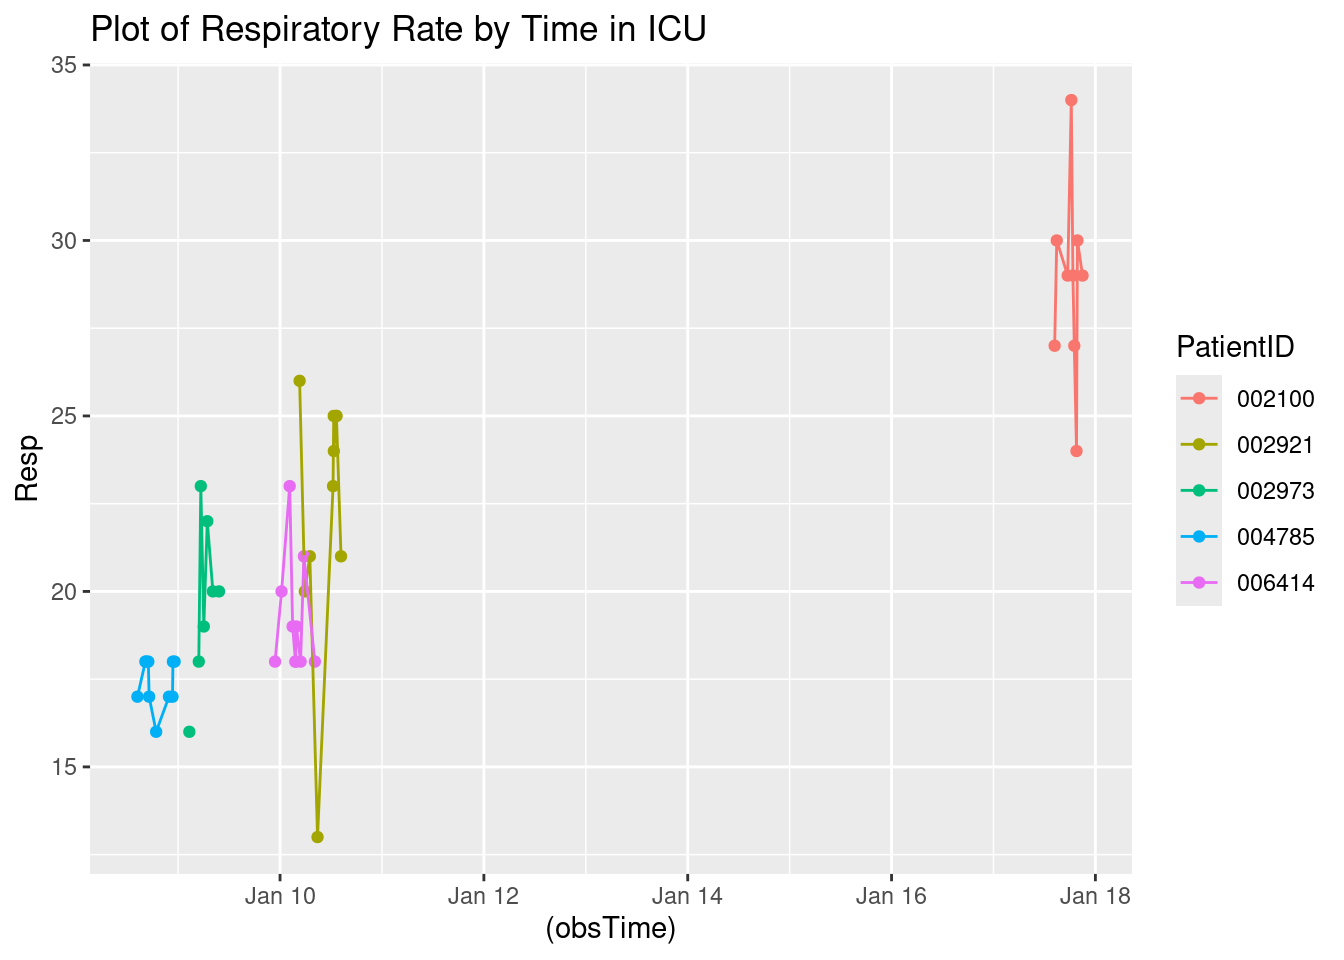 Plot of Respiratory Rate by Time in ICU
35
30
25
20
15
Resp
Jan 10 Jan 12 Jan 14 Jan 16 Jan 18
(obsTime)
PatientID
002100
002921
002973
004785
006414